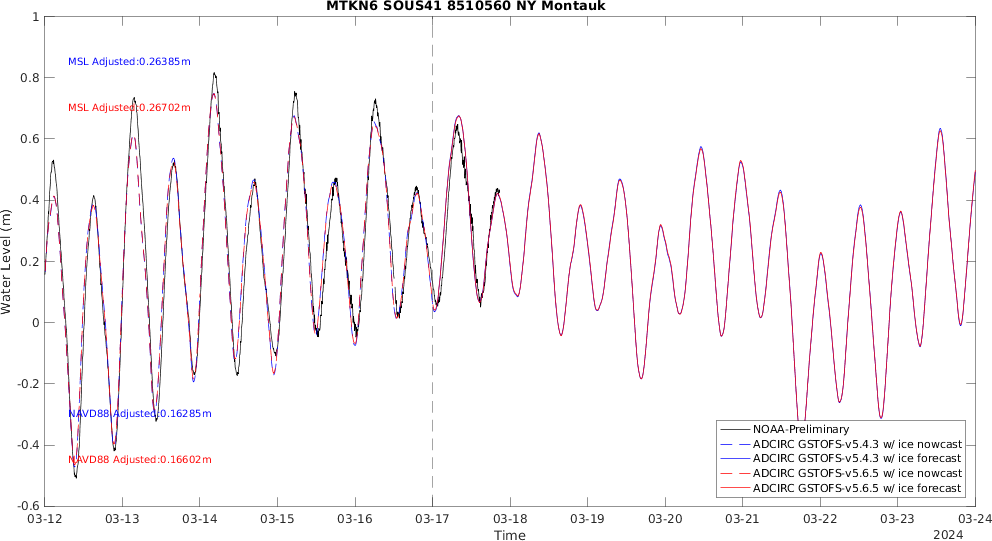 MTKN6 SOUS41 8510560 NY Montauk
1
0.8
0.6
0.4
0.2
0
-0.2
-0.4
-0.6
Water Level (m)
MSL Adjusted:0.26385m
MSL Adjusted:0.26702m
NAVD88 Adjusted:0.16285m
NAVD88 Adjusted:0.16602m
NOAA-Preliminary
ADCIRC GSTOFS-v5.4.3 w/ ice nowcast
ADCIRC GSTOFS-v5.4.3 w/ ice forecast
ADCIRC GSTOFS-v5.6.5 w/ ice nowcast
ADCIRC GSTOFS-v5.6.5 w/ ice forecast
03-12 03-13 03-14 03-15 03-16 03-17 03-18 03-19 03-20 03-21 03-22 03-23 03-24
Time
2024